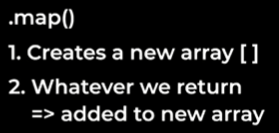 .map()
1. Creates a new array [ ]
2. Whatever we return
=> added to new array